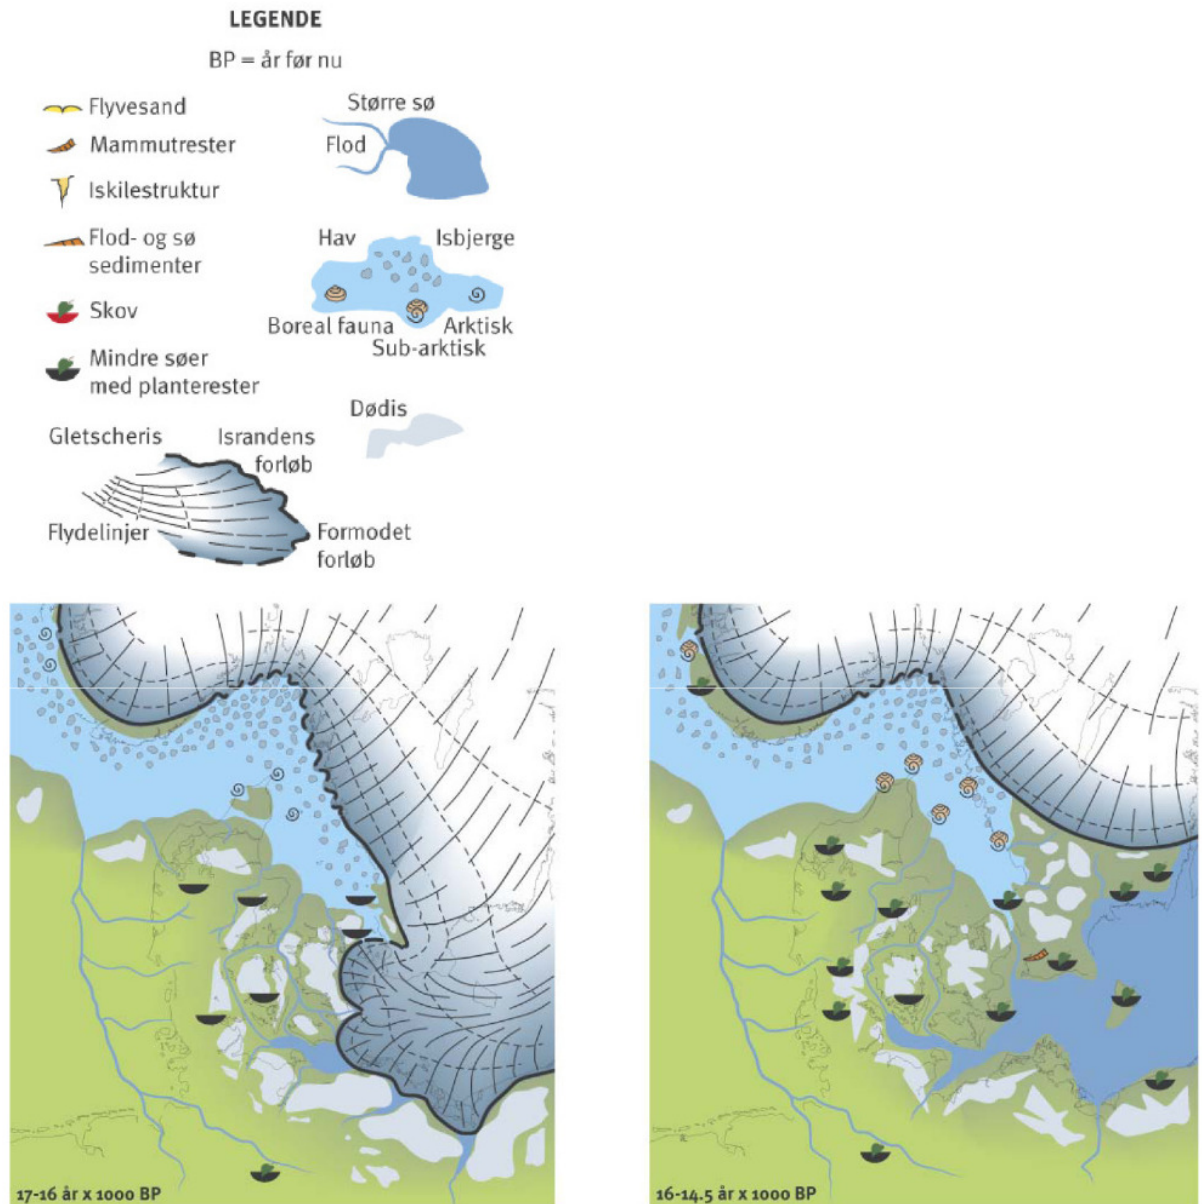 LEGENDE
BP = år før nu
Flyvesand
Mammutrester
Iskilestruktur
Flod- og sø
sedimenter
Skov
Mindre søer
med planterester
Større sø
Flod
Hav
Isbjerge
Boreal fauna
Arktisk
Sub-arktisk
Dødis
Gletscheris
Israndens
forløb
Flydelinjer
Formodet
forløb
17-16 år x 1000 BP
16-14.5 år x 1000 BP